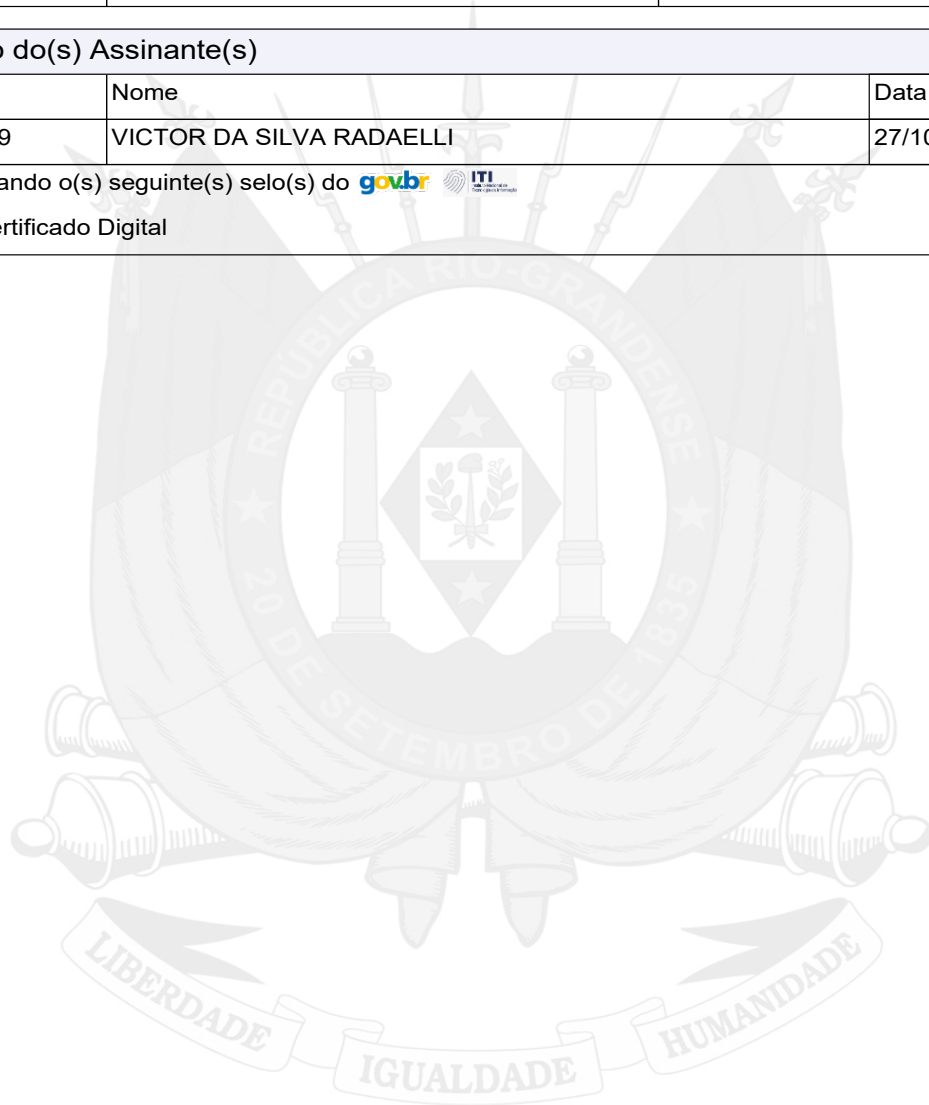 o do(s) Assinante(s)
Nome Data
9 VICTOR DA SILVA RADAELLI 27/10
ando o(s) seguinte(s) selo(s) do gov.br ITI
ertificado Digital
REPÚBLICA RIO-GRANDENSE
20 DE SETEMBRO DE 1835
LIBERDADE IGUALDADE HUMANIDADE